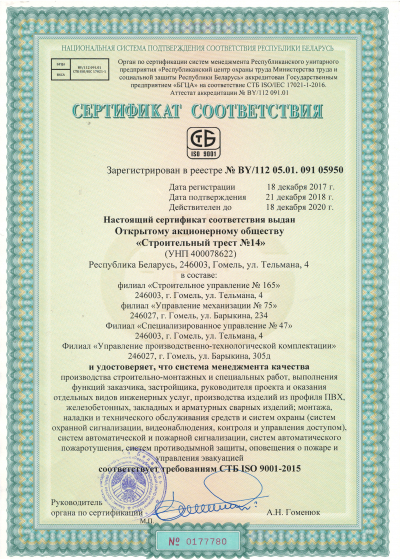 НАЦИОНАЛЬНАЯ СИСТЕМА ПОДТВЕРЖДЕНИЯ СООТВЕТСТВИЯ РЕСПУБЛИКИ БЕЛАРУСЬ
БГЦА
ВЕЛА
BY/112 091.01
СТБ ISO/IEC 17021-1
Орган по сертификации систем менеджмента Республиканского унитарного
предприятия «Республиканский центр охраны труда Министерства труда и
социальной защиты Республики Беларусь» аккредитован Государственным
предприятием «БГЦА» на соответствие СТБ ISO/IEC 17021-1-2016.
Аттестат аккредитации № BY/112 091.01
СЕРТИФИКАТ СООТВЕТСТВИЯ
СТБ
ISO 9001
Зарегистрирован в реестре № BY/112 05.01. 091 05950
Дата регистрации 18 декабря 2017 г.
Дата подтверждения 21 декабря 2018 г.
Действителен до 18 декабря 2020 г.
Настоящий сертификат соответствия выдан
Открытому акционерному обществу
«Строительный трест №14»
(УНП 400078622)
Республика Беларусь, 246003, Гомель, ул. Тельмана, 4
в составе:
филиал «Строительное управление № 165»
246003, г. Гомель, ул. Тельмана, 4
филиал «Управление механизации № 75»
246027, г. Гомель, ул. Барыкина, 234
Филиал «Специализированное управление № 47»
246003, г. Гомель, ул. Тельмана, 4
Филиал «Управление производственно-технологической комплектации»
246027, г. Гомель, ул. Барыкина, 305д
и удостоверяет, что система менеджмента качества
производства строительно-монтажных и специальных работ, выполнения
функций заказчика, застройщика, руководителя проекта и оказания
отдельных видов инженерных услуг, производства изделий из профиля ПВХ,
железобетонных, закладных и арматурных сварных изделий; монтажа,
наладки и технического обслуживания средств и систем охраны (систем
охранной сигнализации, видеонаблюдения, контроля и управления доступом),
систем автоматической и пожарной сигнализации, систем автоматического
пожаротушения, систем противодымной защиты, оповещения о пожаре и
управления эвакуацией
соответствует требованиям СТБ ISO 9001-2015
Руководитель
органа по сертификации А.Н. Гоменюк
М.П.
№ 0177780